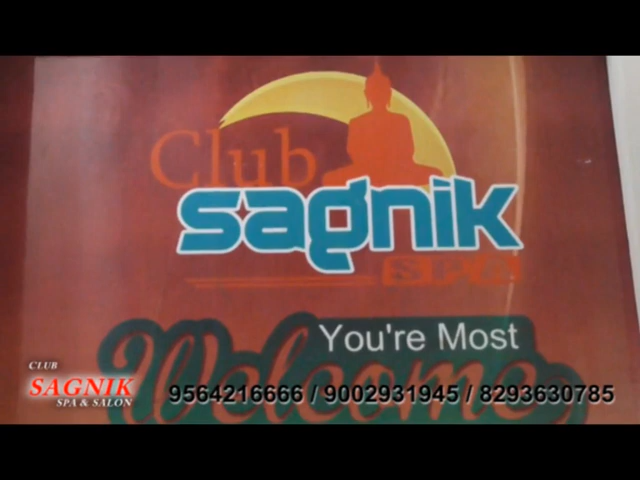 Club
sagnik
SPA
You're Most
Welcome
CLUB
SAGNIK
SPA & SALON
9564216666 / 9002931945 / 8293630785